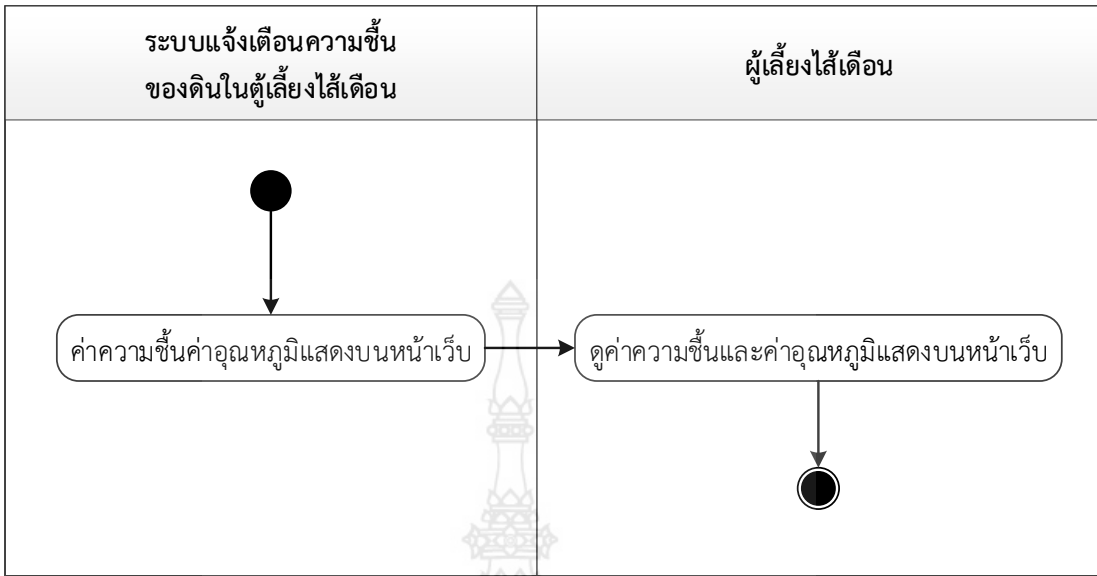 ระบบแจ้งเตือนความชื้น
ของดินในตู้เลี้ยงไส้เดือน
ผู้เลี้ยงไส้เดือน
ค่าความชื้นค่าอุณหภูมิแสดงบนหน้าเว็บ
ดูค่าความชื้นและค่าอุณหภูมิแสดงบนหน้าเว็บ